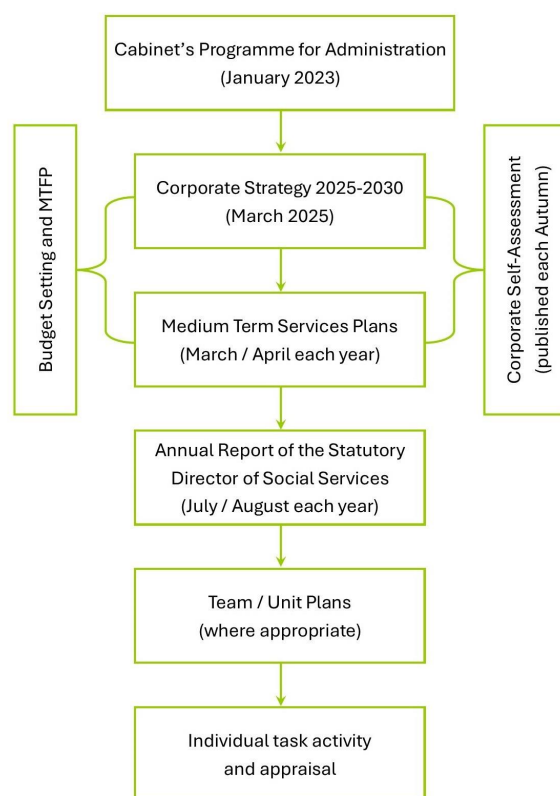 Cabinet’s Programme for Administration
(January 2023)
Budget Setting and MTFP
Corporate Strategy 2025-2030
(March 2025)
Corporate Self-Assessment
(published each Autumn)
Medium Term Services Plans
(March / April each year)
Annual Report of the Statutory
Director of Social Services
(July / August each year)
Team / Unit Plans
(where appropriate)
Individual task activity
and appraisal